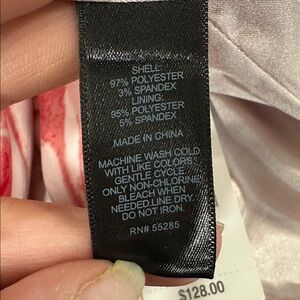 SHELL:
97% POLYESTER
3% SPANDEX
LINING:
95% POLYESTER
5% SPANDEX
MADE IN CHINA
MACHINE WASH COLD
WITH LIKE COLORS,
GENTLE CYCLE.
ONLY NON-CHLORINE
BLEACH WHEN
NEEDED.LINE DRY.
DO NOT IRON.
RN# 55285
$128.00